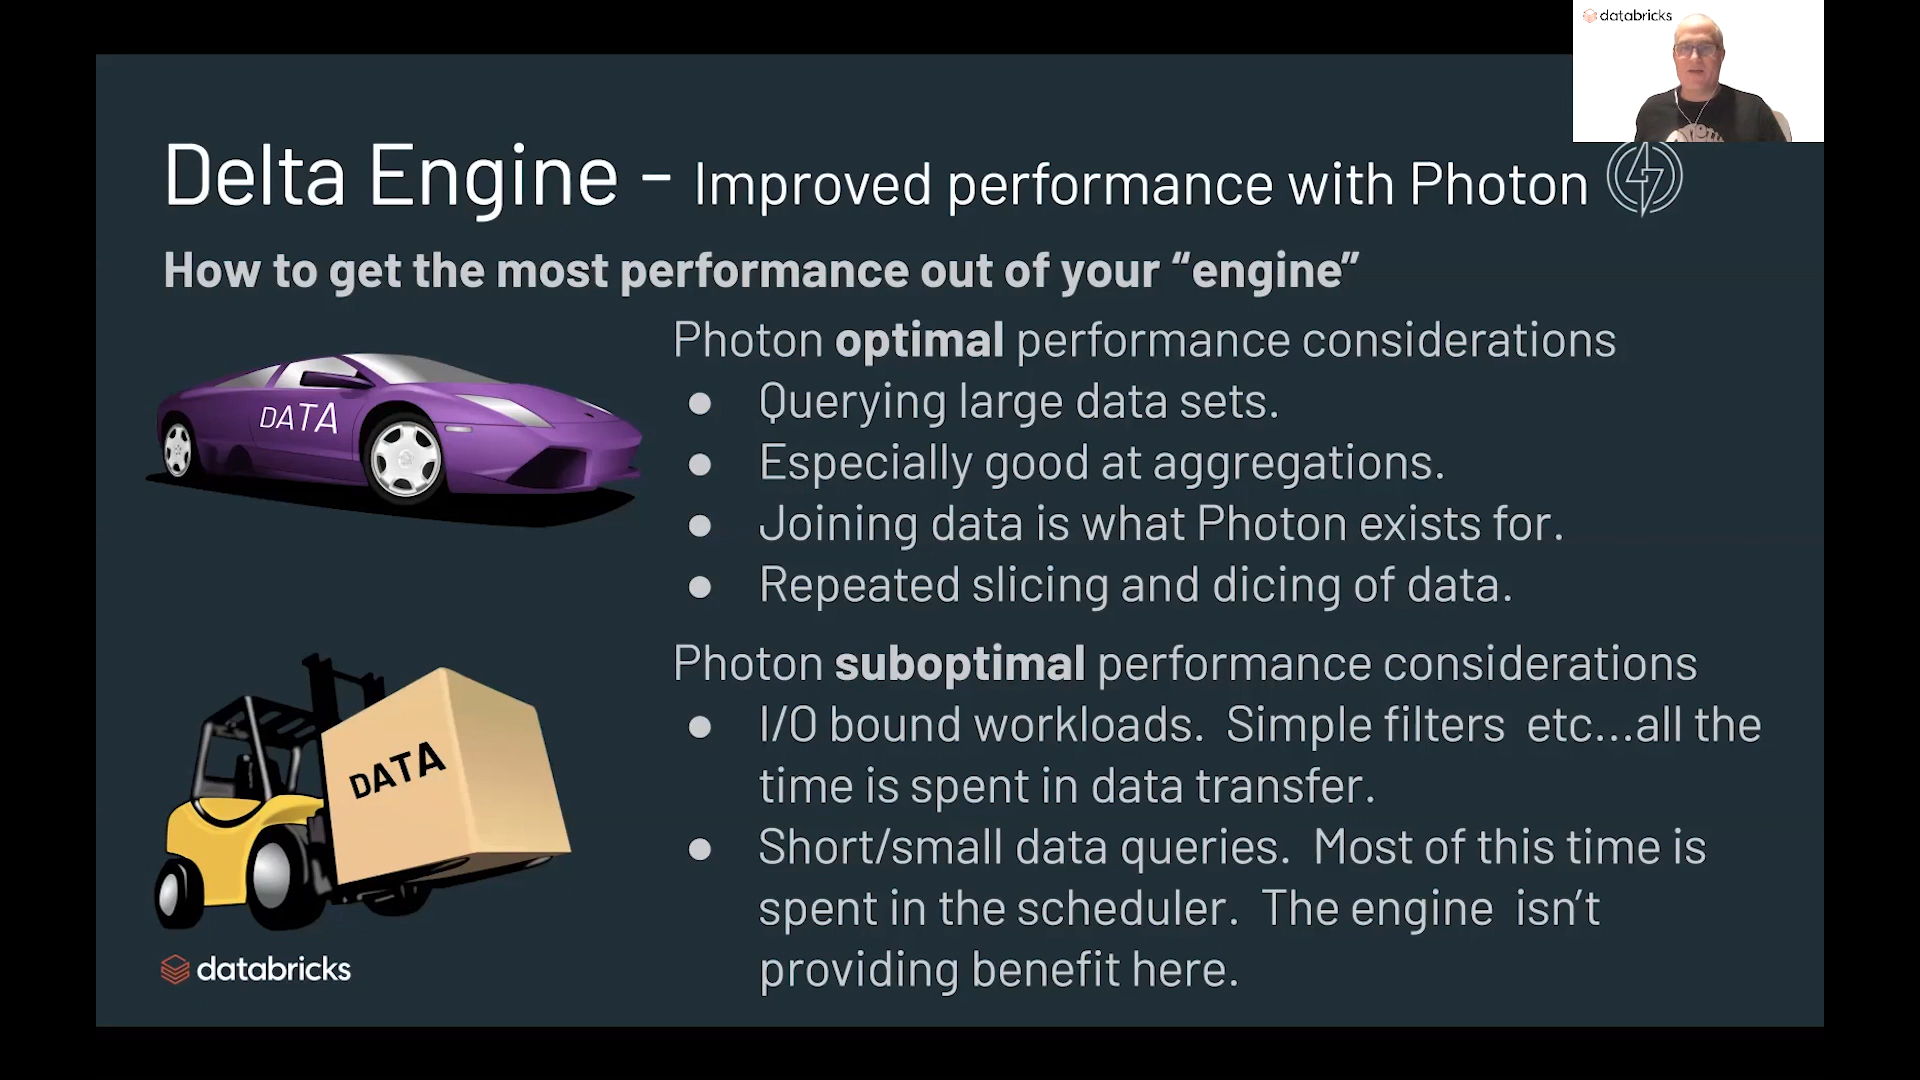 databricks
Delta Engine - Improved performance with Photon
How to get the most performance out of your “engine”
DATA
Photon optimal performance considerations
● Querying large data sets.
● Especially good at aggregations.
● Joining data is what Photon exists for.
● Repeated slicing and dicing of data.
DATA
Photon suboptimal performance considerations
● I/O bound workloads. Simple filters etc...all the
time is spent in data transfer.
● Short/small data queries. Most of this time is
spent in the scheduler. The engine isn’t
providing benefit here.
databricks